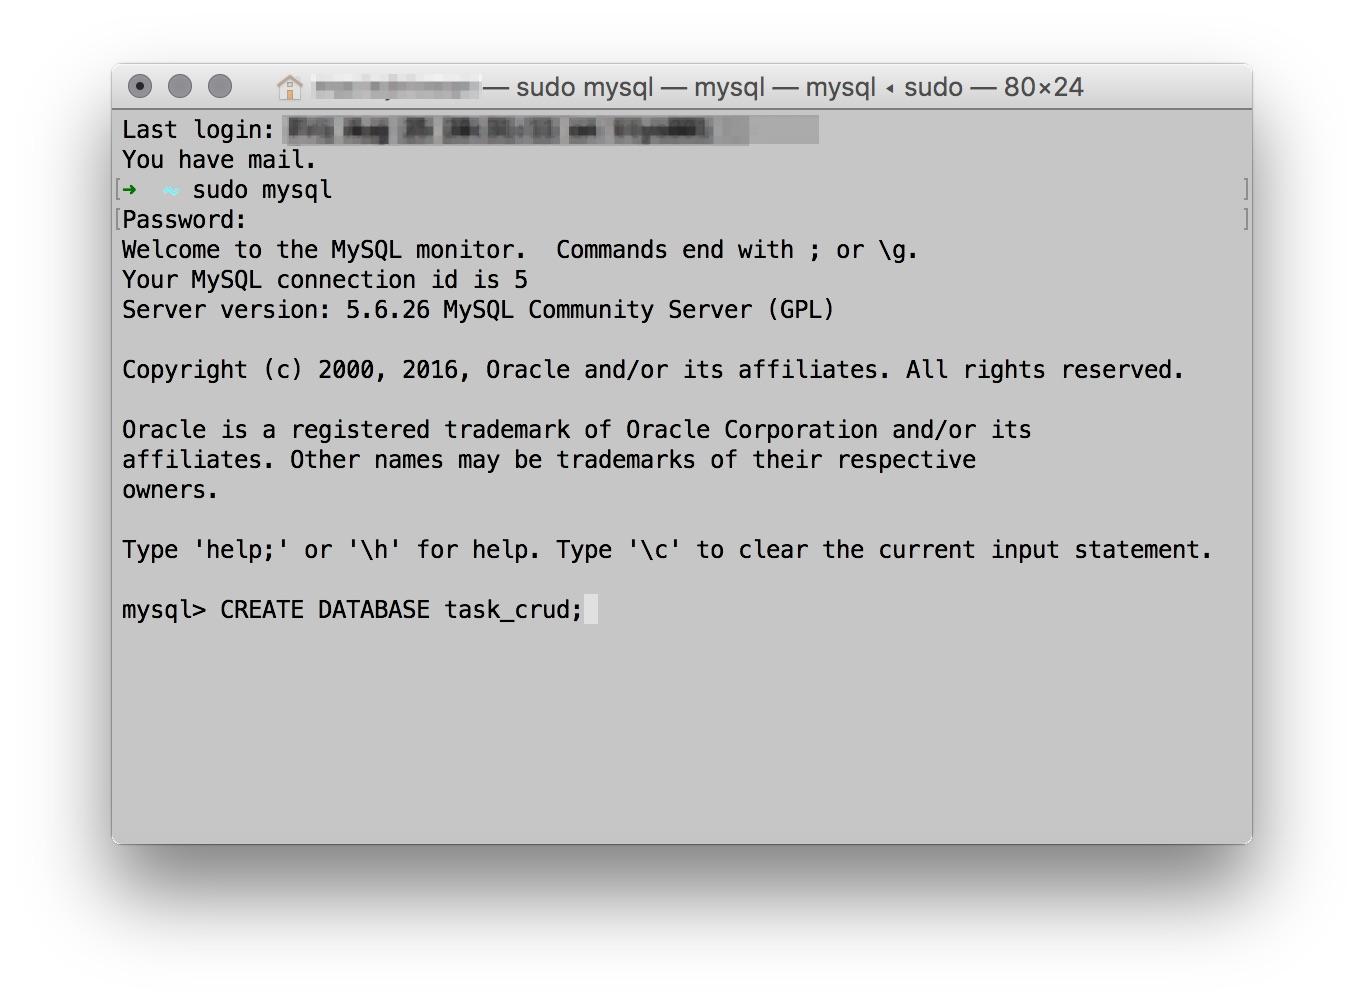 — sudo mysql — mysql — mysql ◂ sudo — 80×24
Last login:
You have mail.
[➜  ~ sudo mysql ]
[Password: ]
Welcome to the MySQL monitor.  Commands end with ; or \g.
Your MySQL connection id is 5
Server version: 5.6.26 MySQL Community Server (GPL)
Copyright (c) 2000, 2016, Oracle and/or its affiliates. All rights reserved.
Oracle is a registered trademark of Oracle Corporation and/or its
affiliates. Other names may be trademarks of their respective
owners.
Type 'help;' or '\h' for help. Type '\c' to clear the current input statement.
mysql> CREATE DATABASE task_crud;